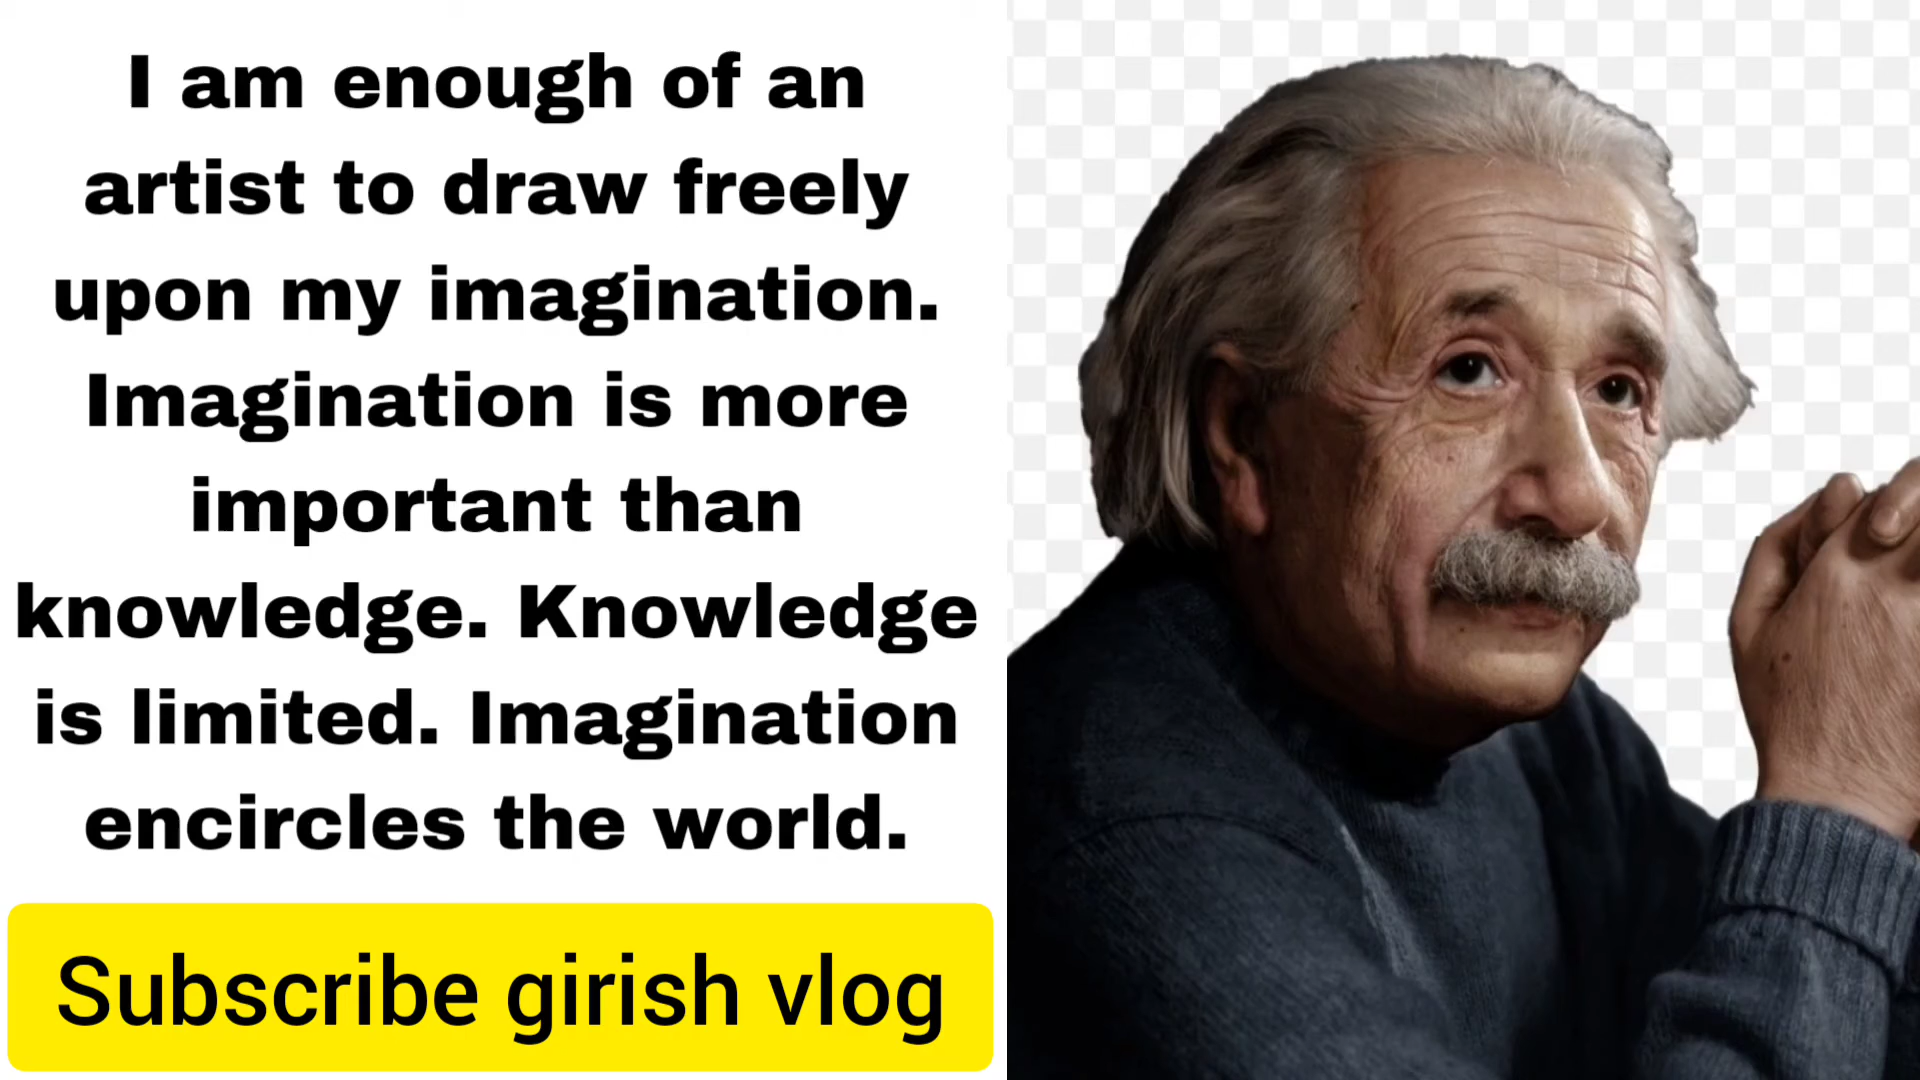 I am enough of an
artist to draw freely
upon my imagination.
Imagination is more
important than
knowledge. Knowledge
is limited. Imagination
encircles the world.
Subscribe girish vlog